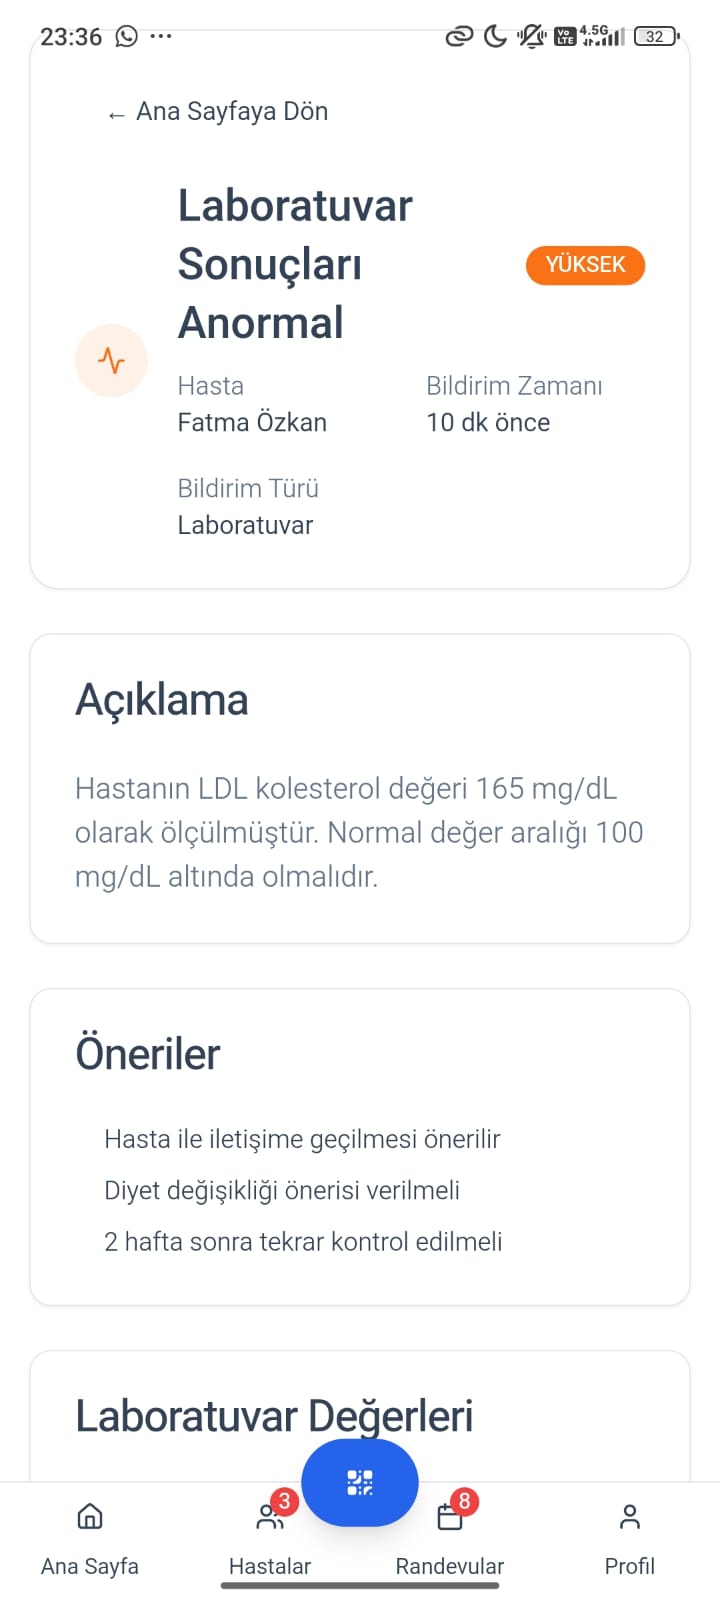 23:36
Vo LTE 4.5G 32
← Ana Sayfaya Dön
Laboratuvar
Sonuçları
Anormal
YÜKSEK
Hasta
Fatma Özkan
Bildirim Zamanı
10 dk önce
Bildirim Türü
Laboratuvar
Açıklama
Hastanın LDL kolesterol değeri 165 mg/dL
olarak ölçülmüştür. Normal değer aralığı 100
mg/dL altında olmalıdır.
Öneriler
Hasta ile iletişime geçilmesi önerilir
Diyet değişikliği önerisi verilmeli
2 hafta sonra tekrar kontrol edilmeli
Laboratuvar Değerleri
3
8
Ana Sayfa
Hastalar
Randevular
Profil